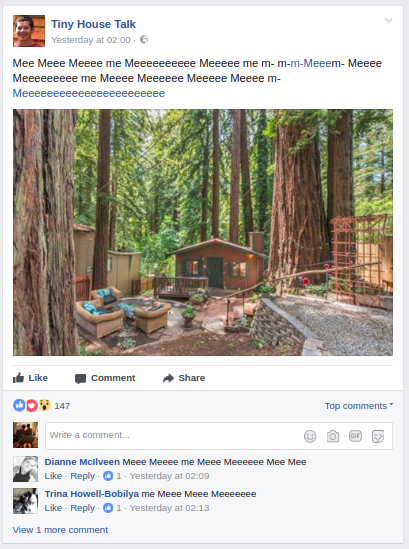 Tiny House Talk
Yesterday at 02:00 ·
Mee Meee Meeee me Meeeeeeeeeee Meeeee me m- m-m-Meeem- Meeee
Meeeeeeeee me Meeee Meeeeee Meeeee Meeee m-
Meeeeeeeeeeeeeeeeeeeeeee
Like Comment Share
147 Top comments
Write a comment...
GIF
Dianne McIlveen Meee Meeee me Meee Meeeeee Mee Mee
Like · Reply · 1 · Yesterday at 02:09
Trina Howell-Bobilya me Meee Meee Meeeeeee
Like · Reply · 1 · Yesterday at 02:13
View 1 more comment